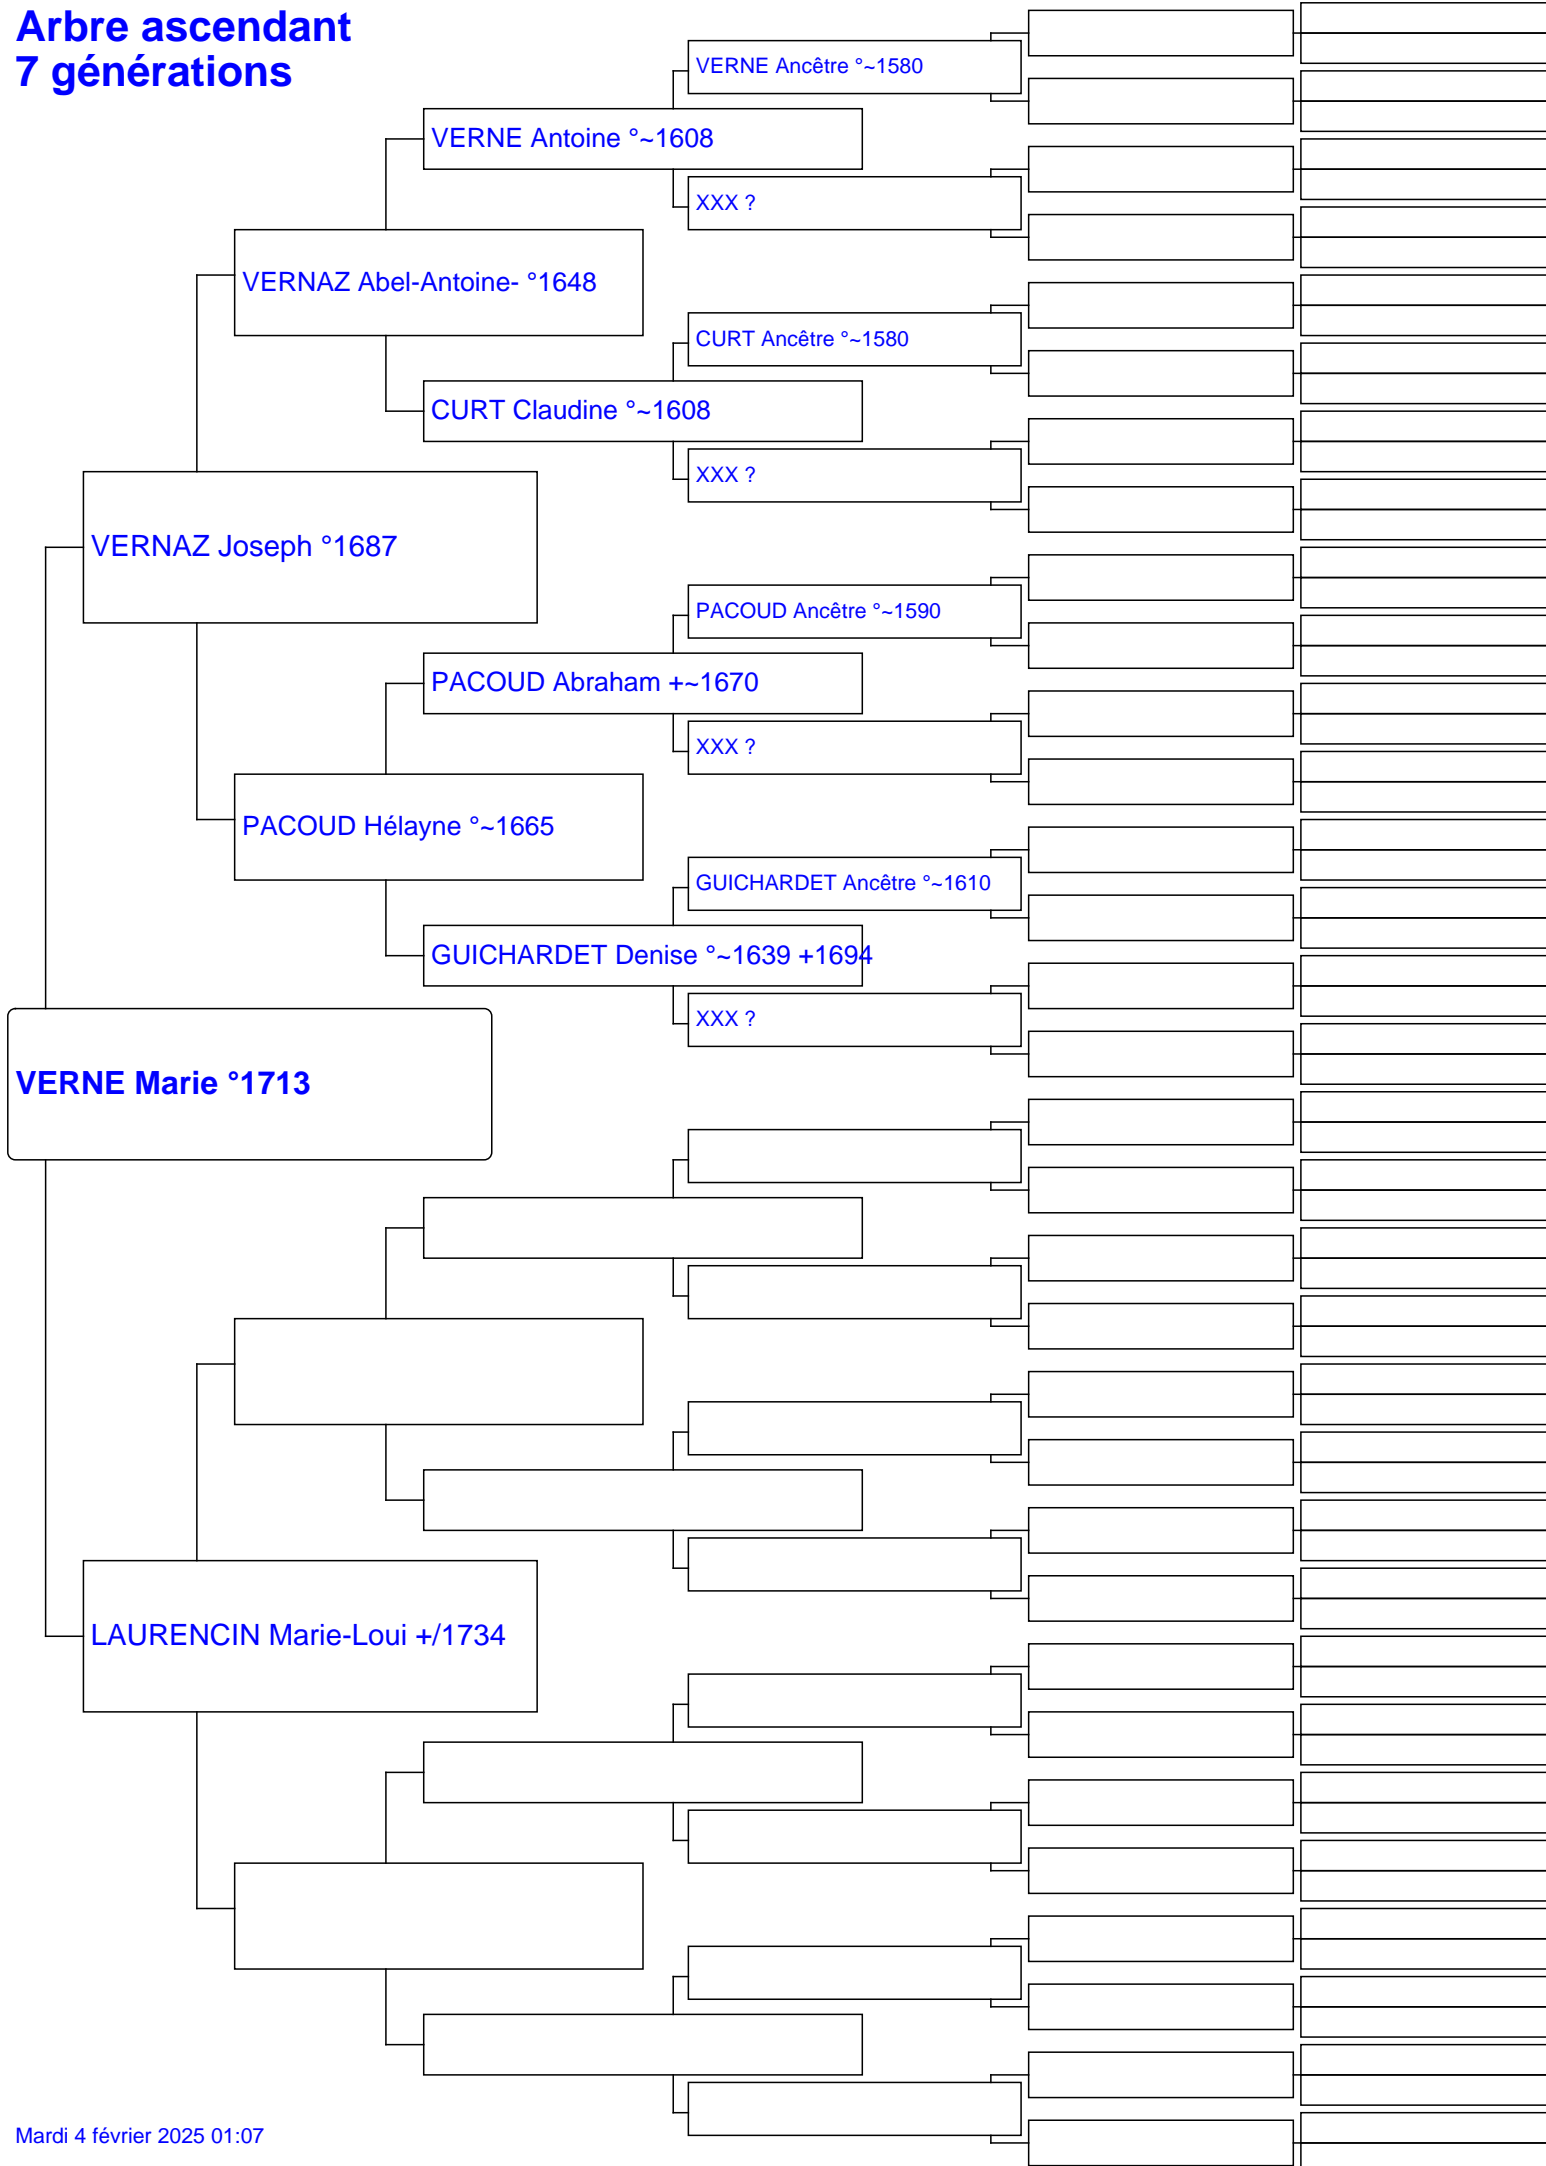 Arbre ascendant
7 générations
VERNE Ancêtre °~1580
VERNE Antoine °~1608
XXX ?
VERNAZ Abel-Antoine- °1648
CURT Ancêtre °~1580
CURT Claudine °~1608
XXX ?
VERNAZ Joseph °1687
PACOUD Ancêtre °~1590
PACOUD Abraham +~1670
XXX ?
PACOUD Hélayne °~1665
GUICHARDET Ancêtre °~1610
GUICHARDET Denise °~1639 +1694
XXX ?
VERNE Marie °1713
LAURENCIN Marie-Loui +/1734
Mardi 4 février 2025 01:07